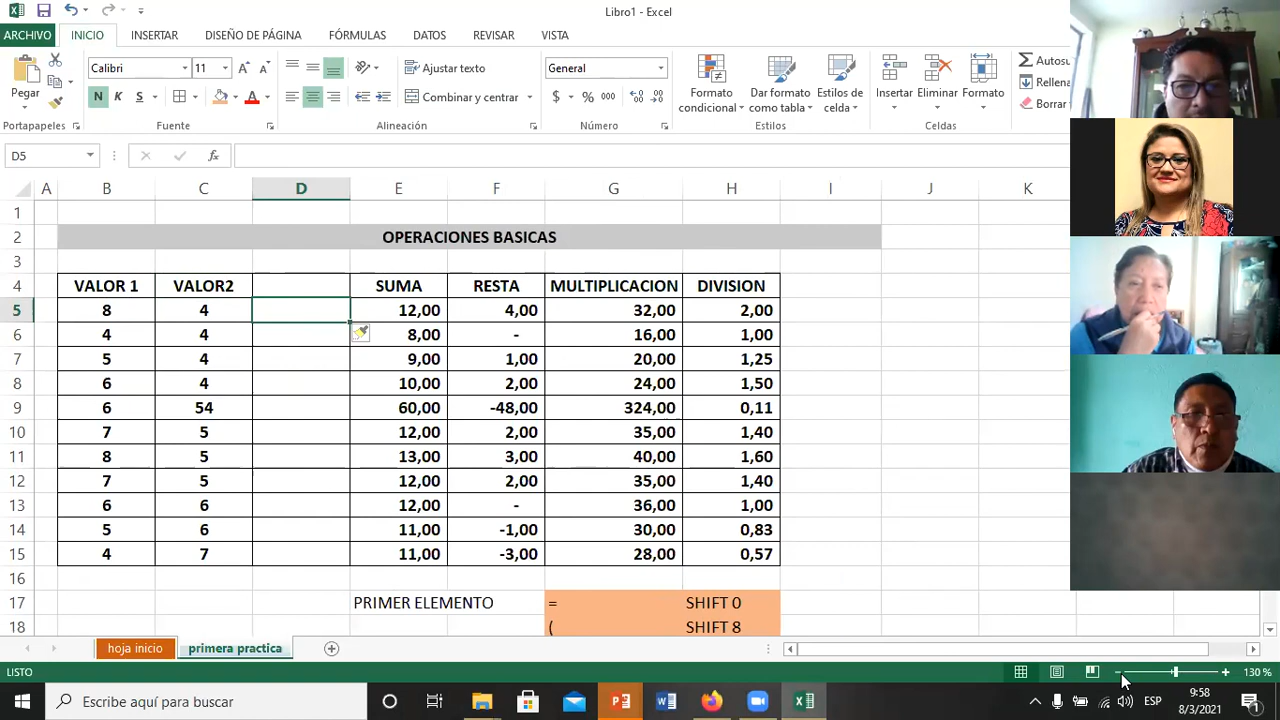 Libro1 - Excel
ARCHIVO INICIO INSERTAR DISEÑO DE PÁGINA FÓRMULAS DATOS REVISAR VISTA
Calibri 11 Ajustar texto General Autosu
Pegar N K S Combinar y centrar $ % 000 Formato condicional Dar formato como tabla Estilos de celda Insertar Eliminar Formato Rellena
Borrar
Portapapeles Fuente Alineación Número Estilos Celdas
D5 fx
A B C D E F G H I J K
1
2 OPERACIONES BASICAS
3
4 VALOR 1 VALOR2 SUMA RESTA MULTIPLICACION DIVISION
5 8 4 12,00 4,00 32,00 2,00
6 4 4 8,00 - 16,00 1,00
7 5 4 9,00 1,00 20,00 1,25
8 6 4 10,00 2,00 24,00 1,50
9 6 54 60,00 -48,00 324,00 0,11
10 7 5 12,00 2,00 35,00 1,40
11 8 5 13,00 3,00 40,00 1,60
12 7 5 12,00 2,00 35,00 1,40
13 6 6 12,00 - 36,00 1,00
14 5 6 11,00 -1,00 30,00 0,83
15 4 7 11,00 -3,00 28,00 0,57
16
17 PRIMER ELEMENTO = SHIFT 0
18 ( SHIFT 8
hoja inicio primera practica
LISTO 130 %
Escribe aquí para buscar ESP 9:58
8/3/2021